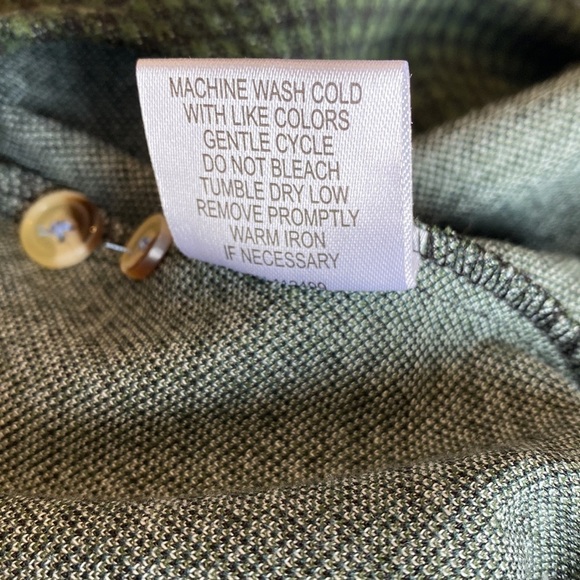 MACHINE WASH COLD
WITH LIKE COLORS
GENTLE CYCLE
DO NOT BLEACH
TUMBLE DRY LOW
REMOVE PROMPTLY
WARM IRON
IF NECESSARY